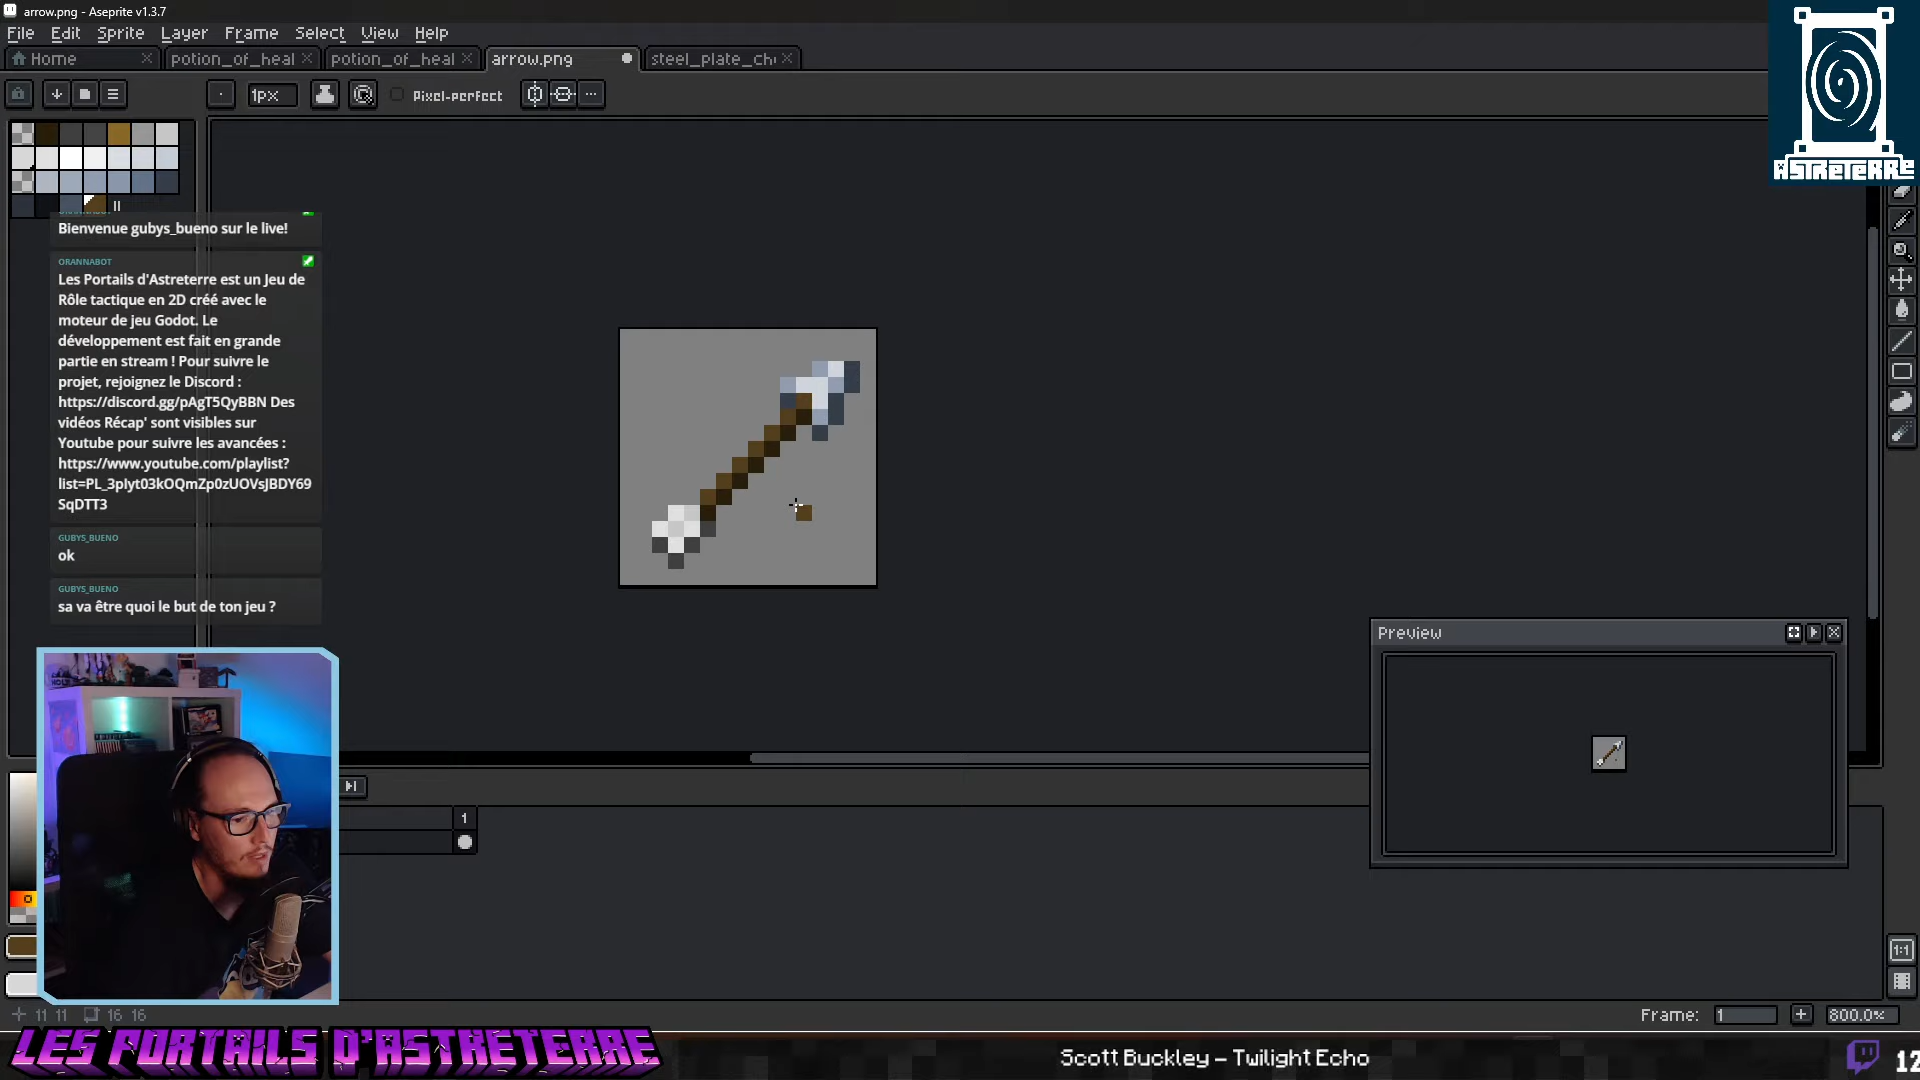 arrow.png - Aseprite v1.3.7
File Edit Sprite Layer Frame Select View Help
Home potion_of_heal potion_of_heal arrow.png steel_plate_ch
1px Pixel-perfect
ASTRETERRE
Bienvenue gubys_bueno sur le live!
ORANNABOT
Les Portails d'Astreterre est un Jeu de
Rôle tactique en 2D créé avec le
moteur de jeu Godot. Le
développement est fait en grande
partie en stream ! Pour suivre le
projet, rejoignez le Discord :
https://discord.gg/pAgT5QyBBN Des
vidéos Récap' sont visibles sur
Youtube pour suivre les avancées :
https://www.youtube.com/playlist?
list=PL_3pIyt03kOQmZp0zUOVsJBDY69
SqDTT3
GUBYS_BUENO
ok
GUBYS_BUENO
sa va être quoi le but de ton jeu ?
Preview
1
1:1
11 11 16 16
Frame: 1 800.0%
LES PORTAILS D'ASTRETERRE
Scott Buckley – Twilight Echo
12